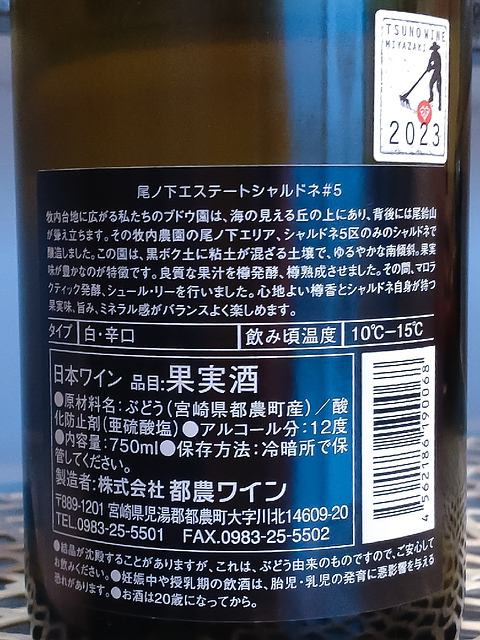 TSUNO WINE
MIYAZAKI
2023
尾ノ下エステートシャルドネ#5
牧内台地に広がる私たちのブドウ園は、海の見える丘の上にあり、背後には尾鈴山
が聳え立ちます。その牧内農園の尾ノ下エリア、シャルドネ5区のみのシャルドネで
醸造しました。この園は、黒ボク土に粘土が混ざる土壌で、ゆるやかな南傾斜。果実
味が豊かなのが特徴です。良質な果汁を樽発酵、樽熟成させました。その間、マロラ
クティック発酵、シュール・リーを行いました。心地よい樽香とシャルドネ自身が持つ
果実味、旨み、ミネラル感がバランスよく楽しめます。
タイプ 白・辛口 飲み頃温度 10℃ー15℃
日本ワイン 品目:果実酒
●原材料名:ぶどう(宮崎県都農町産)/酸
化防止剤(亜硫酸塩)●アルコール分:12度
●内容量:750ml●保存方法:冷暗所で保
管してください。
製造者:株式会社 都農ワイン
〒889-1201 宮崎県児湯郡都農町大字川北14609-20
TEL.0983-25-5501 FAX.0983-25-5502
4562186190068
●結晶が沈殿することがありますが、これは、ぶどう由来のものですので、ご安心して
お飲みください。●妊娠中や授乳期の飲酒は、胎児・乳児の発育に悪影響を与える
恐れがあります。●お酒は20歳になってから。